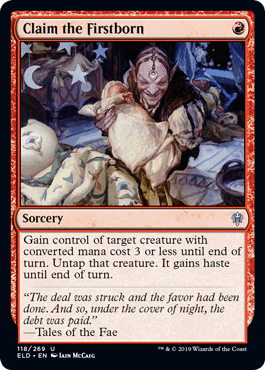 Claim the Firstborn
Sorcery
Gain control of target creature with
converted mana cost 3 or less until end of
turn. Untap that creature. It gains haste
until end of turn.
“The deal was struck and the favor had been
done. And so, under the cover of night, the
debt was paid.”
—Tales of the Fae
118/269 U
ELD • EN Iain McCaig
™ & © 2019 Wizards of the Coast